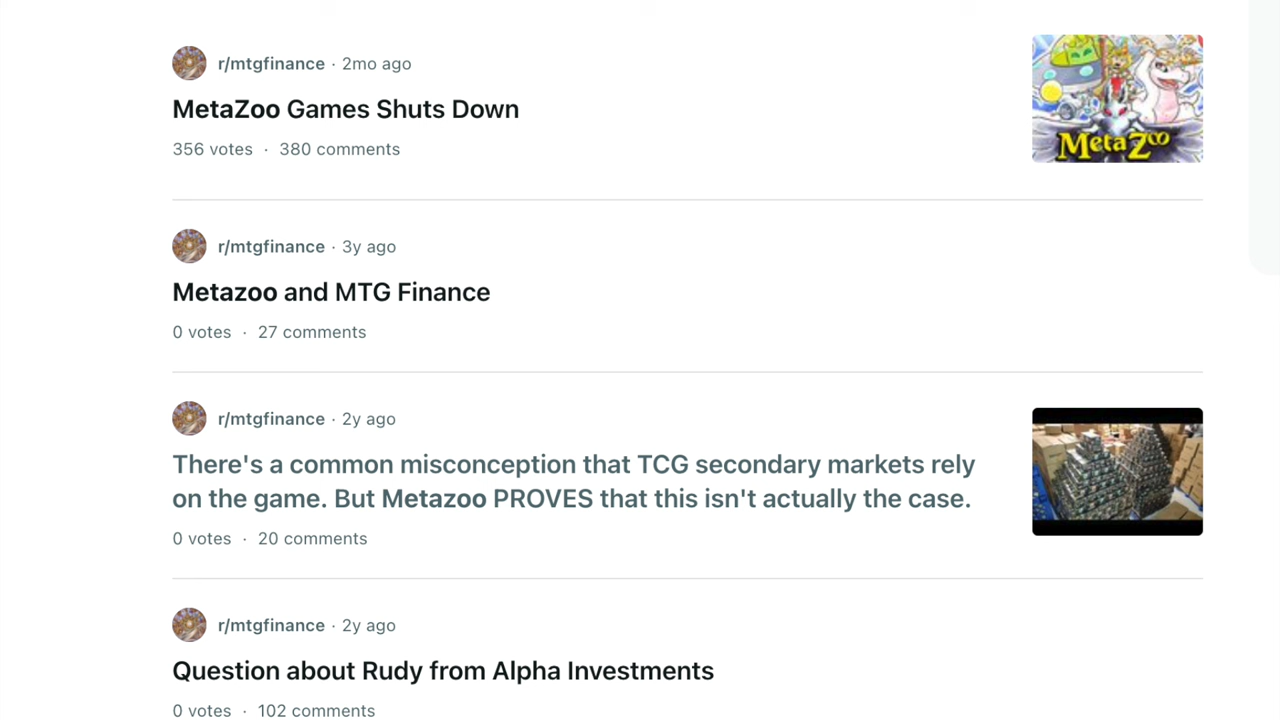 r/mtgfinance · 2mo ago
MetaZoo Games Shuts Down
356 votes · 380 comments
MetaZoo
r/mtgfinance · 3y ago
Metazoo and MTG Finance
0 votes · 27 comments
r/mtgfinance · 2y ago
There's a common misconception that TCG secondary markets rely
on the game. But Metazoo PROVES that this isn't actually the case.
0 votes · 20 comments
r/mtgfinance · 2y ago
Question about Rudy from Alpha Investments
0 votes · 102 comments